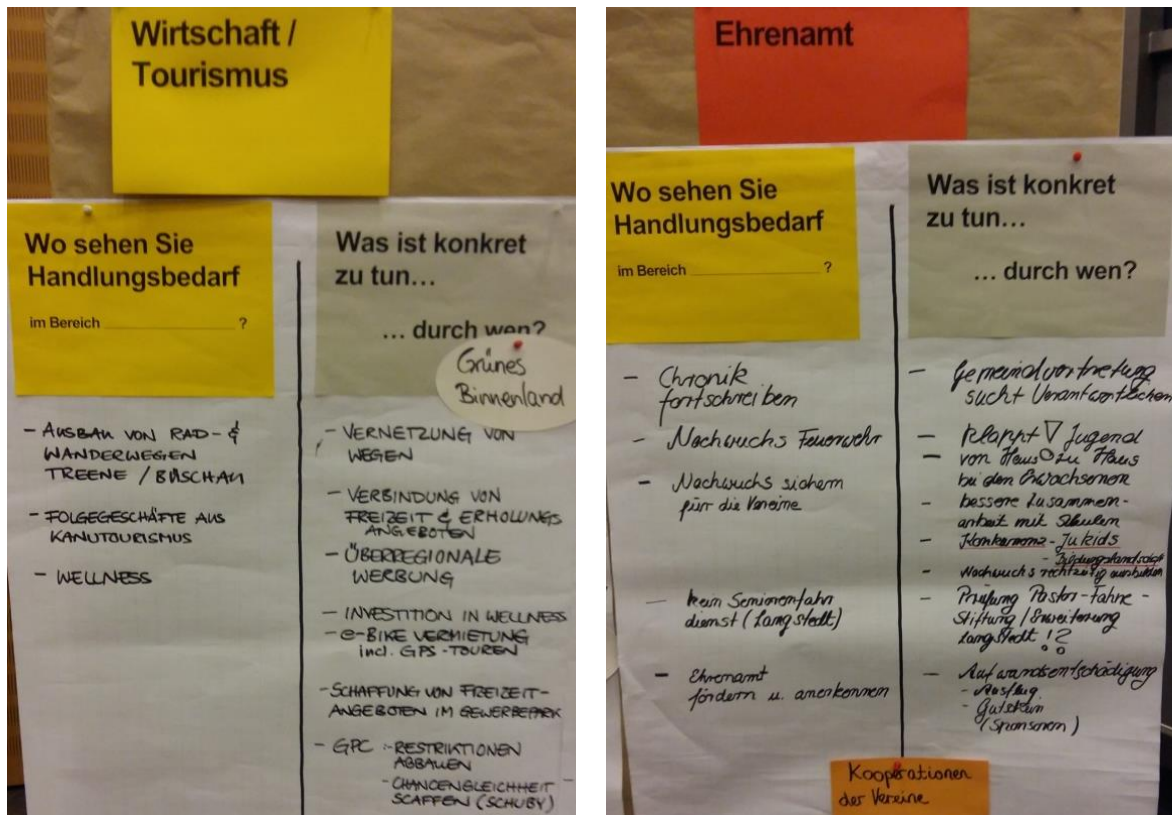 Wirtschaft /
Tourismus
Wo sehen Sie
Handlungsbedarf
im Bereich ______________ ?
Was ist konkret
zu tun...
... durch wen?
Grünes
Binnenland
- AUSBAU VON RAD- &
WANDERWEGEN
TREENE / BÜSCHAU
- FOLGEGESCHÄFTE AUS
KANUTOURISMUS
- WELLNESS
- VERNETZUNG VON
WEGEN
- VERBINDUNG VON
FREIZEIT & ERHOLUNGS
ANGEBOTEN
- ÜBERREGIONALE
WERBUNG
- INVESTITION IN WELLNESS
- e-BIKE VERMIETUNG
incl. GPS-TOUREN
- SCHAFFUNG VON FREIZEIT-
ANGEBOTEN IM GEWERBEPARK
- GPC :- RESTRIKTIONEN
ABBAUEN
- CHANCENGLEICHHEIT
SCAFFEN (SCHUBY)
Ehrenamt
Wo sehen Sie
Handlungsbedarf
im Bereich ______________ ?
Was ist konkret
zu tun...
... durch wen?
- Chronik
fortschreiben
- Nachwuchs Feuerwehr
- Nachwuchs sichern
für die Vereine
- kein Seniorenfahr
dienst (Langstedt)
- Ehrenamt
fördern u. anerkennen
- Gemeindvertretung
sucht Verantwortlichen
- klappt Jugend
- von Haus zu Haus
bei den Erwachsenen
- bessere Zusammen-
arbeit mit Schulen
- Konkurrenz - Jukids
- Bildungslandschaft
- Nachwuchs rechtzeitig ausbilden
- Prüfung Pastor-Fahne -
Stiftung / Erweiterung
Langstedt !?
- Aufwandsentschädigung
- Ausflug
- Gutschein
(Sponsoren)
Kooperationen
der Vereine